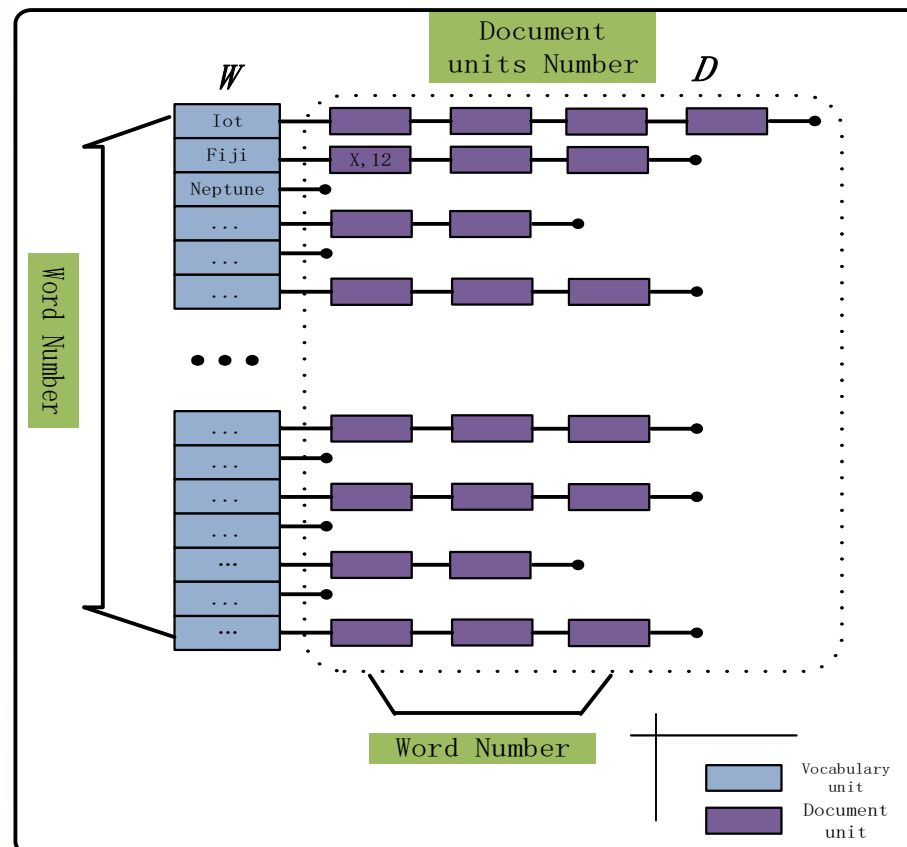 Document
units Number
W
D
Iot
Fiji
X,12
Neptune
...
...
...
Word Number
...
...
...
...
...
...
...
...
Word Number
Vocabulary
unit
Document
unit